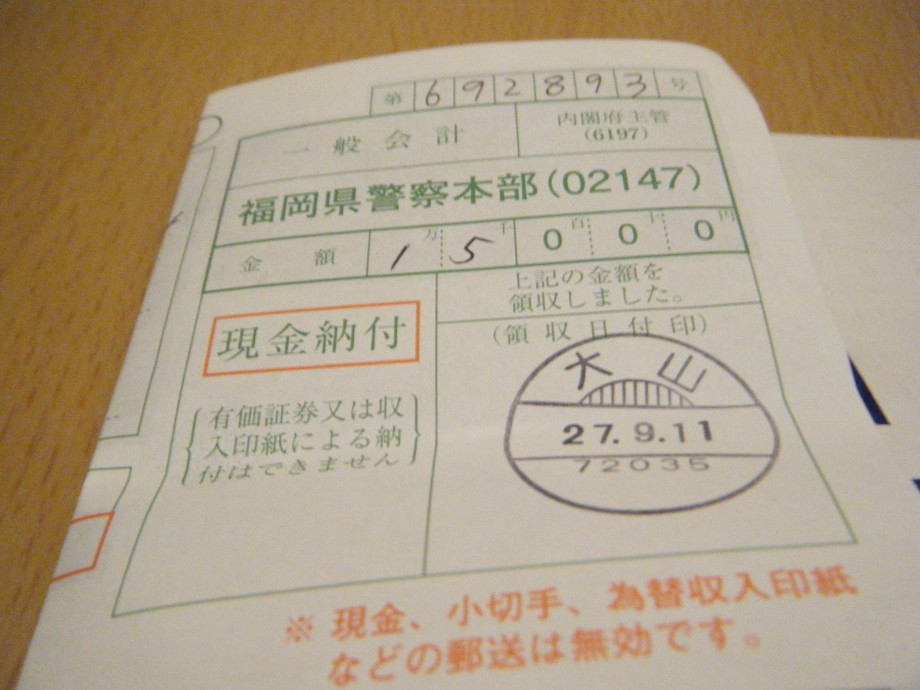 第692893号
一般会計
内閣府主管
(6197)
福岡県警察本部(02147)
金額 1万5千0百0十0円
上記の金額を
領収しました。
現金納付
(領収日付印)
有価証券又は収
入印紙による納
付はできません
大山
27.9.11
72035
※現金、小切手、為替収入印紙
などの郵送は無効です。